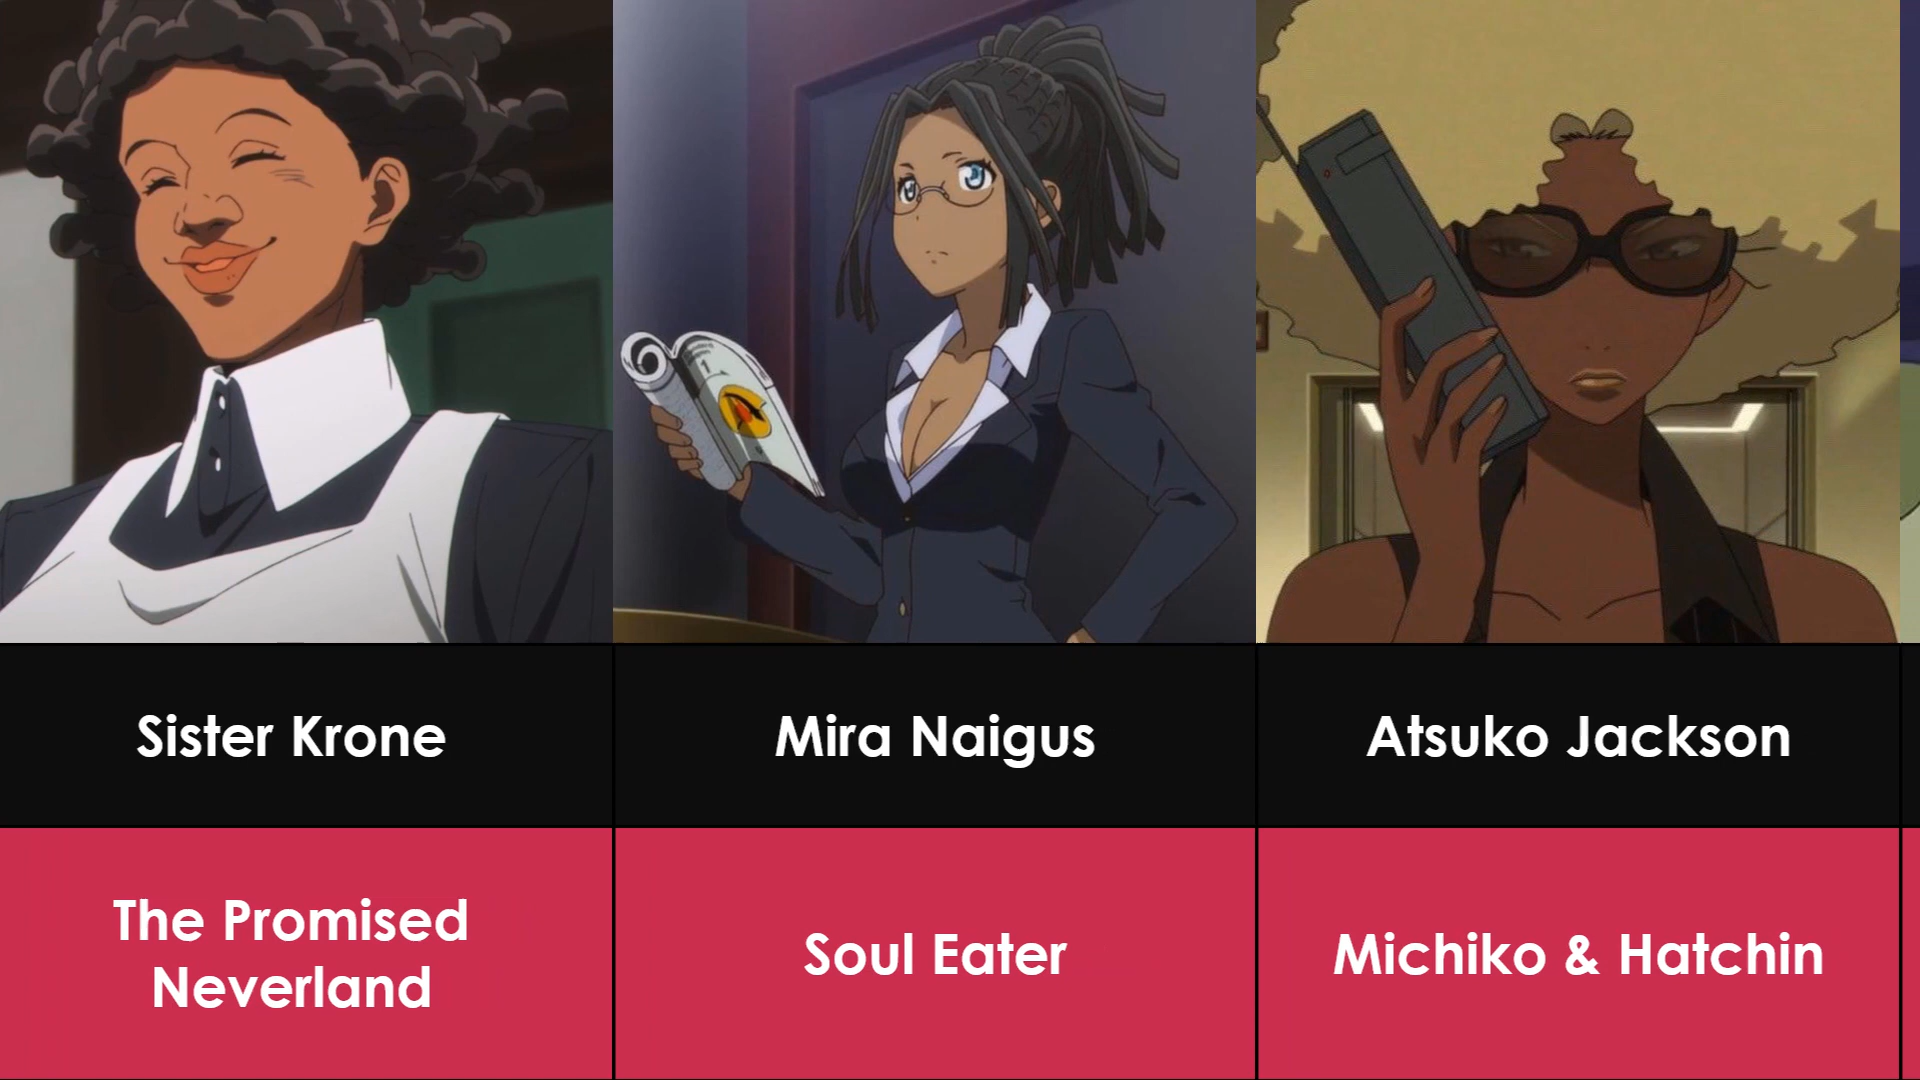 Sister Krone
Mira Naigus
Atsuko Jackson
The Promised
Neverland
Soul Eater
Michiko & Hatchin